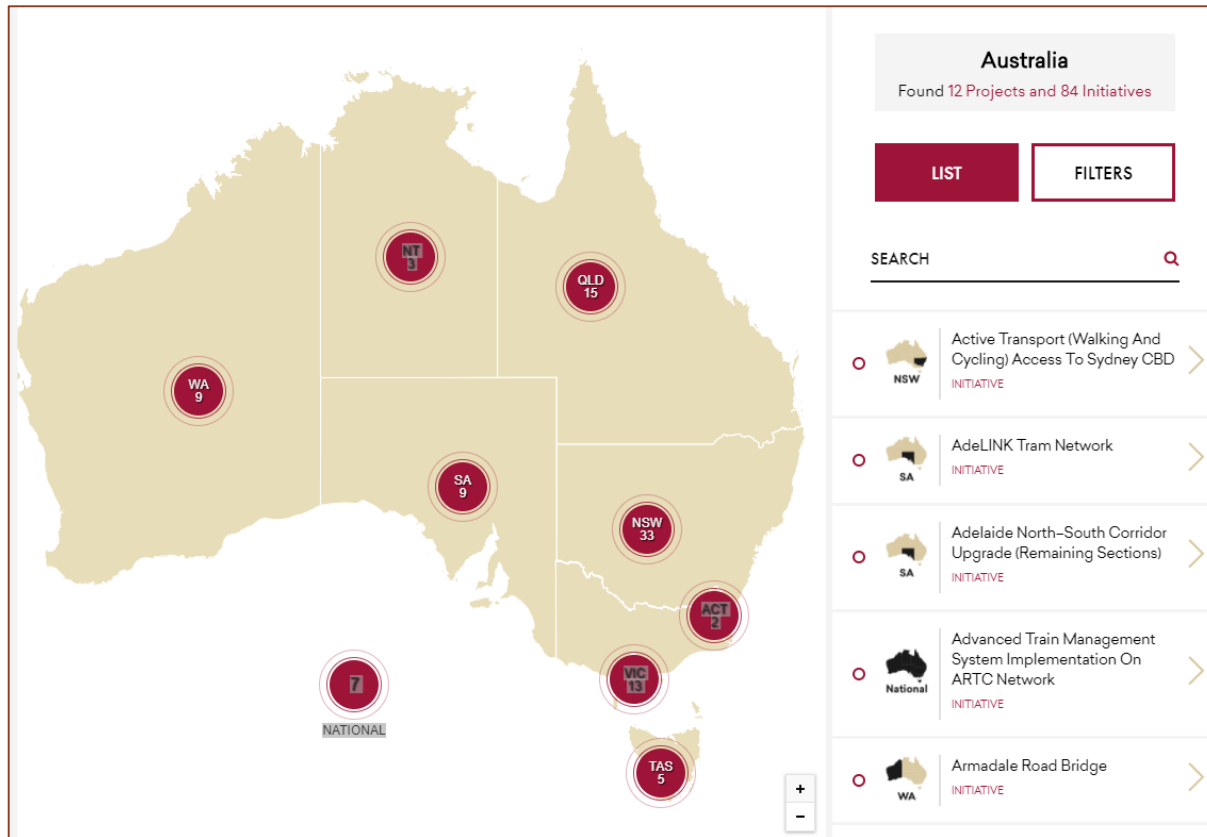 NT
3
QLD
15
WA
9
SA
9
NSW
33
ACT
2
VIC
13
7
NATIONAL
TAS
5
+
−
Australia
Found 12 Projects and 84 Initiatives
LIST
FILTERS
SEARCH
NSW
Active Transport (Walking And
Cycling) Access To Sydney CBD
INITIATIVE
SA
AdeLINK Tram Network
INITIATIVE
SA
Adelaide North–South Corridor
Upgrade (Remaining Sections)
INITIATIVE
National
Advanced Train Management
System Implementation On
ARTC Network
INITIATIVE
WA
Armadale Road Bridge
INITIATIVE